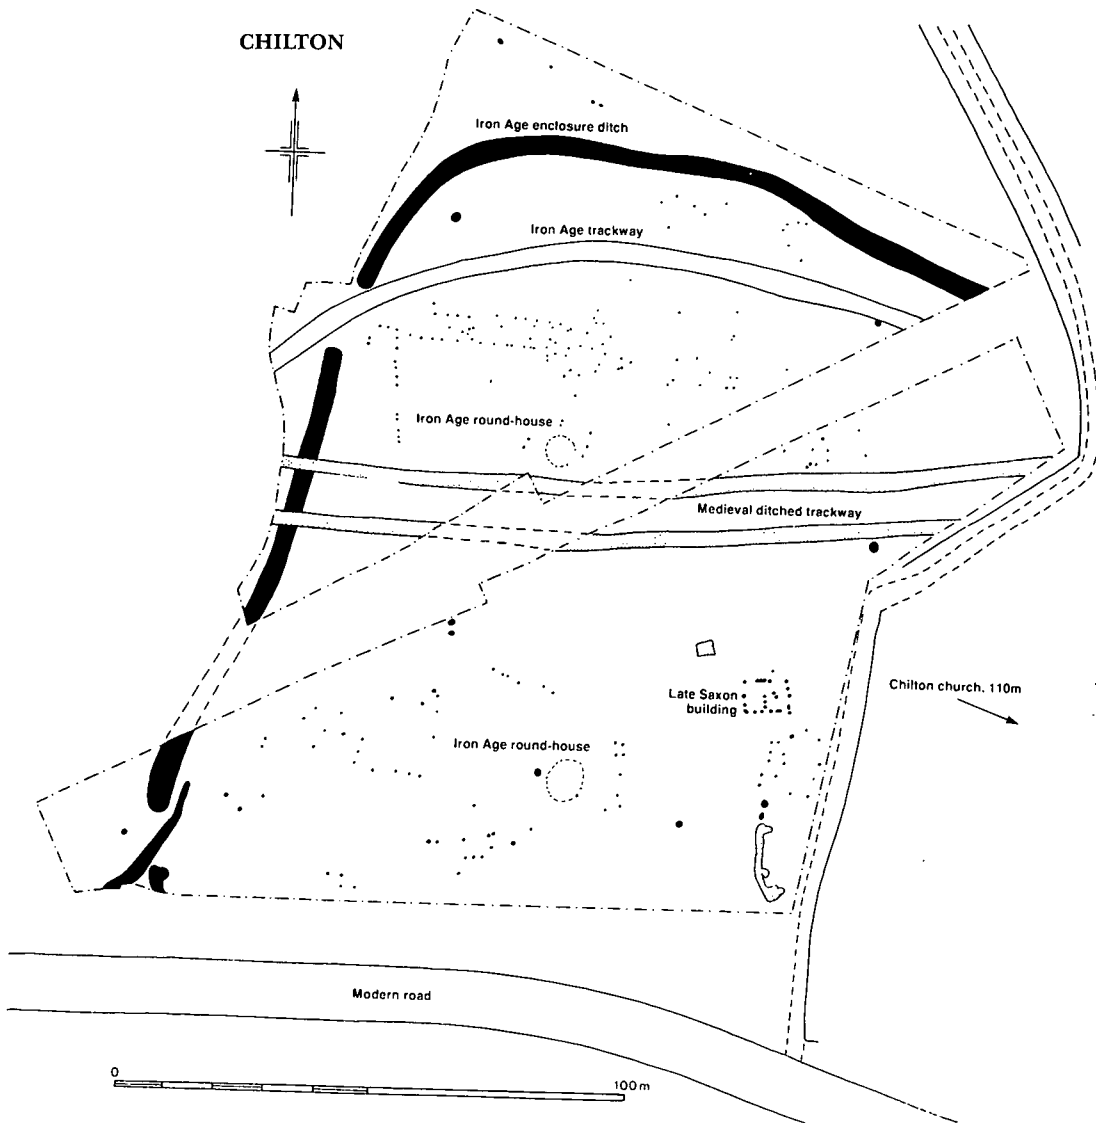 CHILTON
Iron Age enclosure ditch
Iron Age trackway
Iron Age round-house
Medieval ditched trackway
Late Saxon
building
Chilton church, 110m
Iron Age round-house
Modern road
0
100m